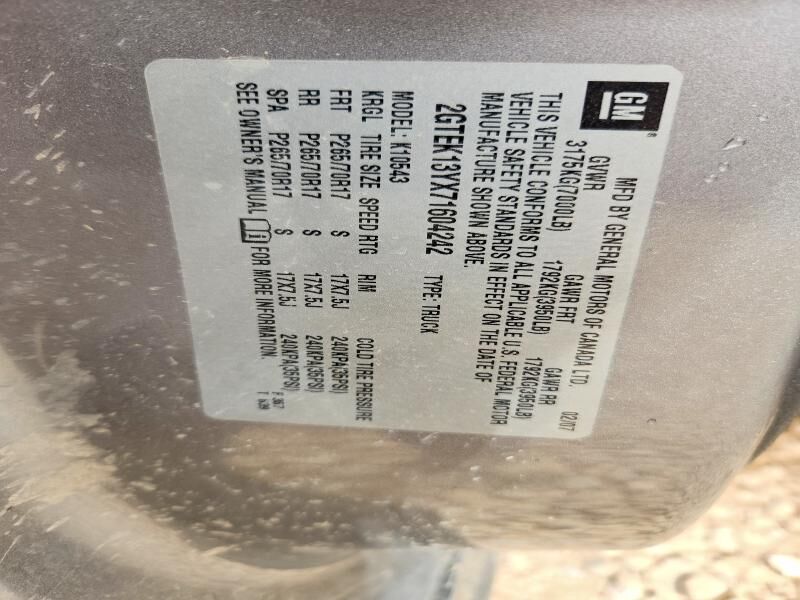 GM®
MFD BY GENERAL MOTORS OF CANADA LTD. 02/07
GVWR GAWR FRT GAWR RR
3175KG(7000LB) 1792KG(3950LB) 1792KG(3950LB)
THIS VEHICLE CONFORMS TO ALL APPLICABLE U.S. FEDERAL MOTOR
VEHICLE SAFETY STANDARDS IN EFFECT ON THE DATE OF
MANUFACTURE SHOWN ABOVE.
2GTEK13YX71604242 TYPE: TRUCK
MODEL: K10543
KRGL TIRE SIZE SPEED RTG RIM COLD TIRE PRESSURE
FRT P265/70R17 S 17X7.5J 240KPA(35PSI)
RR P265/70R17 S 17X7.5J 240KPA(35PSI)
SPA P265/70R17 S 17X7.5J 240KPA(35PSI)
SEE OWNER'S MANUAL FOR MORE INFORMATION.